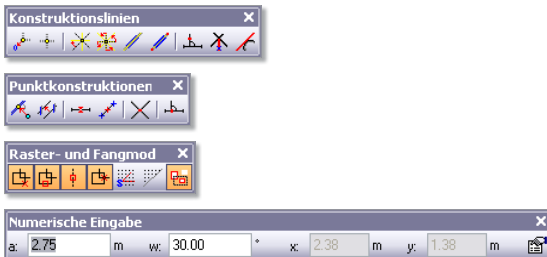 Konstruktionslinien
Punktkonstruktionen
Raster- und Fangmod
Numerische Eingabe
a: 2.75 m w: 30.00 ° x: 2.38 m y: 1.38 m